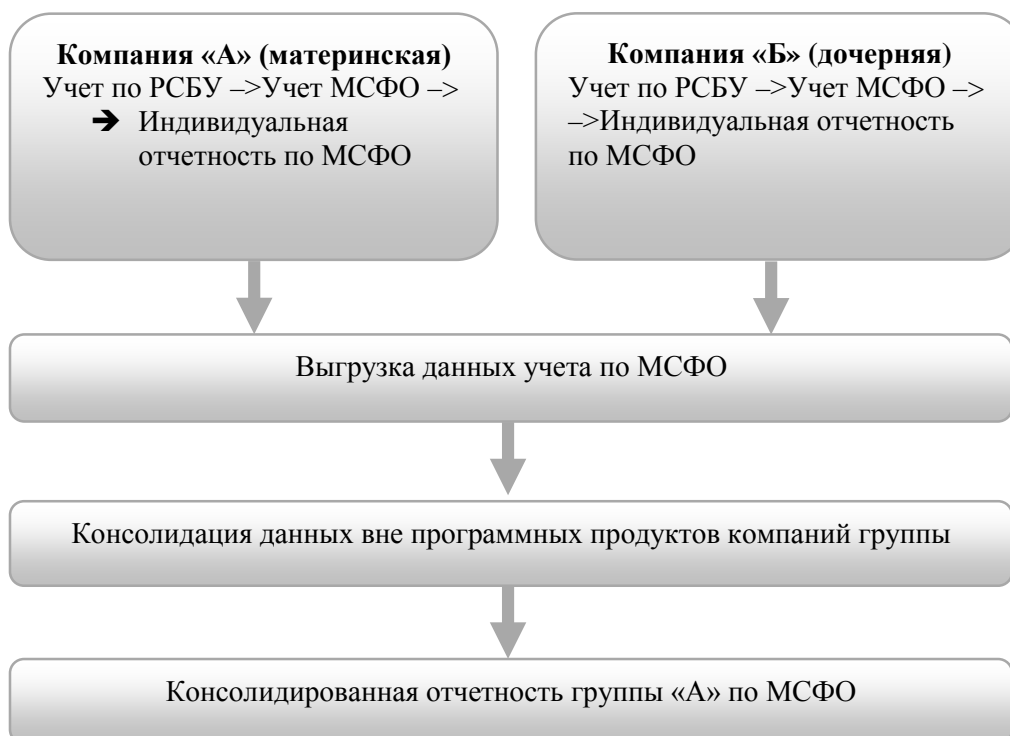 Компания «А» (материнская)
Учет по РСБУ –>Учет МСФО –>
➔ Индивидуальная
отчетность по МСФО
Компания «Б» (дочерняя)
Учет по РСБУ –>Учет МСФО –>
–>Индивидуальная отчетность
по МСФО
Выгрузка данных учета по МСФО
Консолидация данных вне программных продуктов компаний группы
Консолидированная отчетность группы «А» по МСФО